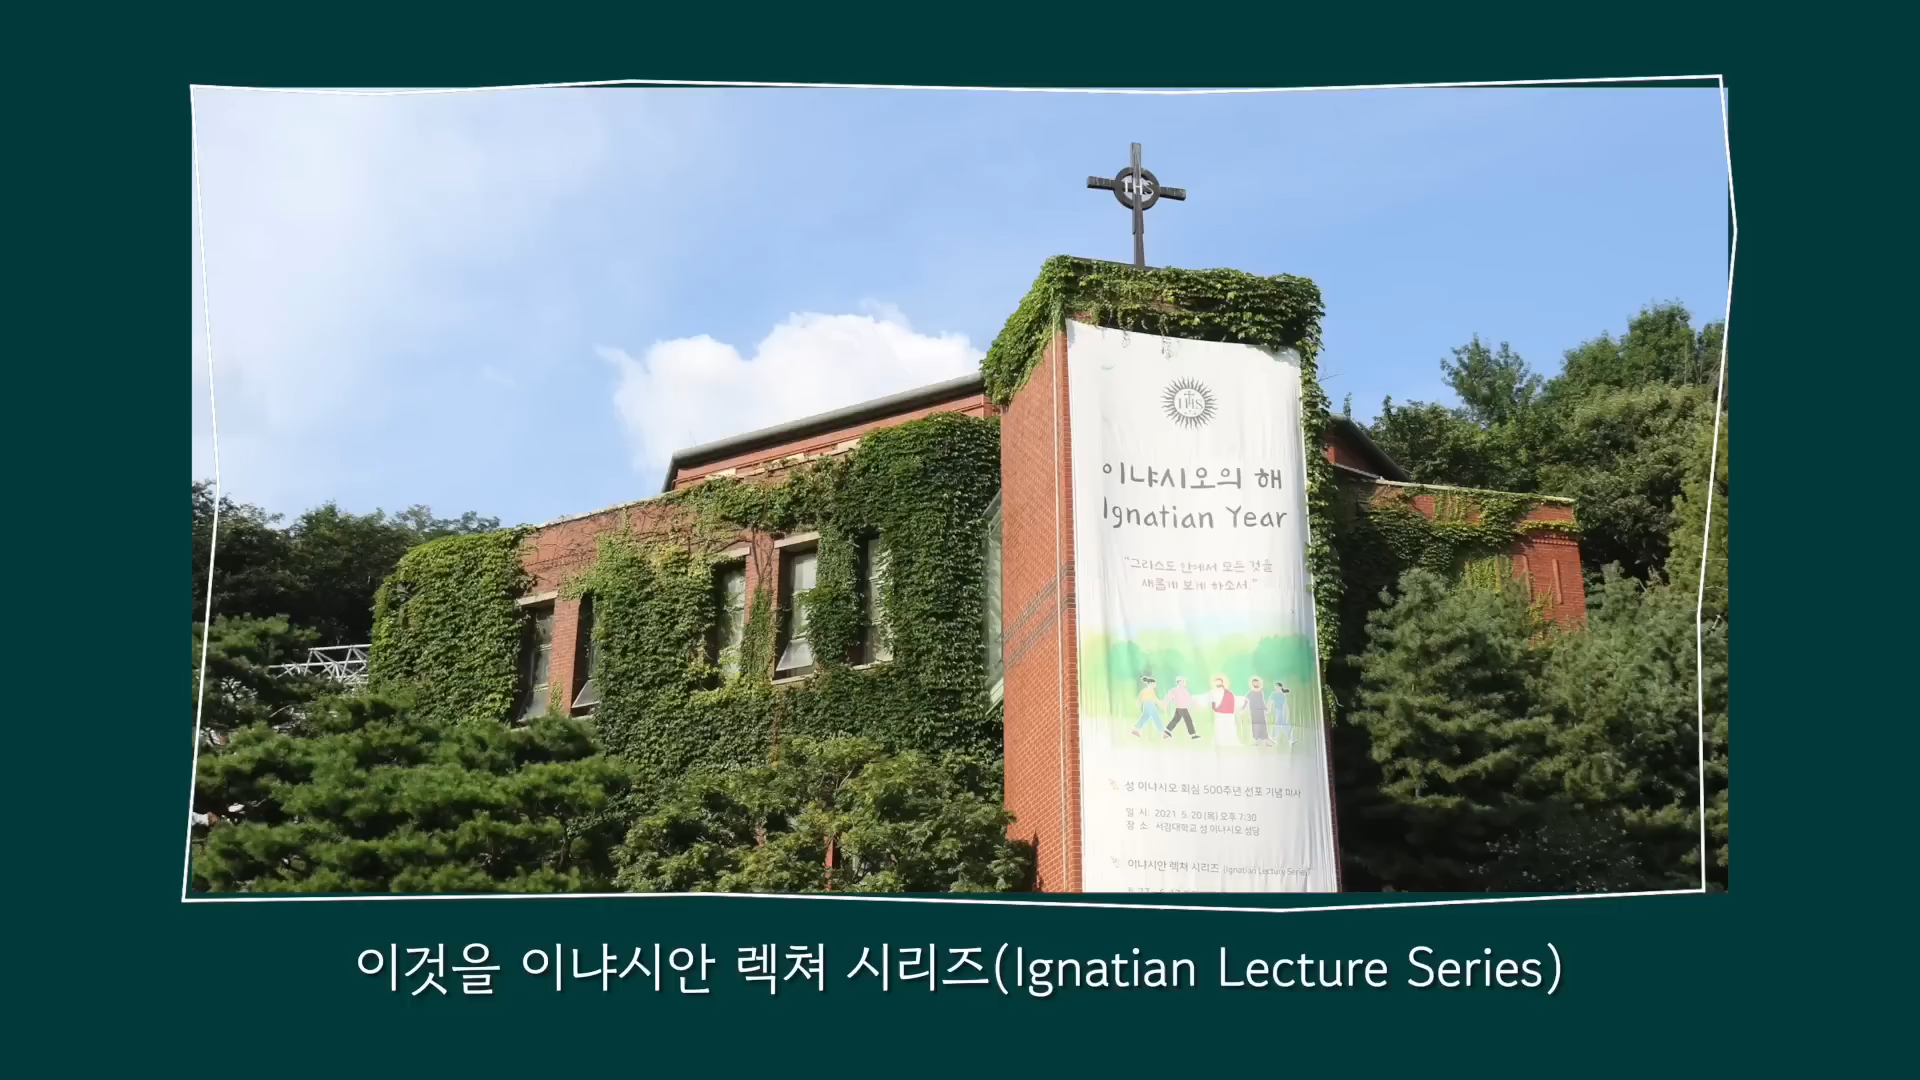 IHS
IHS
이냐시오의 해
Ignatian Year
"그리스도 안에서 모든 것을
새롭게 보게 하소서."
성 이냐시오 회심 500주년 선포 기념 미사
일 시: 2021. 5. 20 (목) 오후 7:30
장 소: 서강대학교 성 이냐시오 성당
이냐시안 렉쳐 시리즈 (Ignatian Lecture Series)
이것을 이냐시안 렉쳐 시리즈(Ignatian Lecture Series)